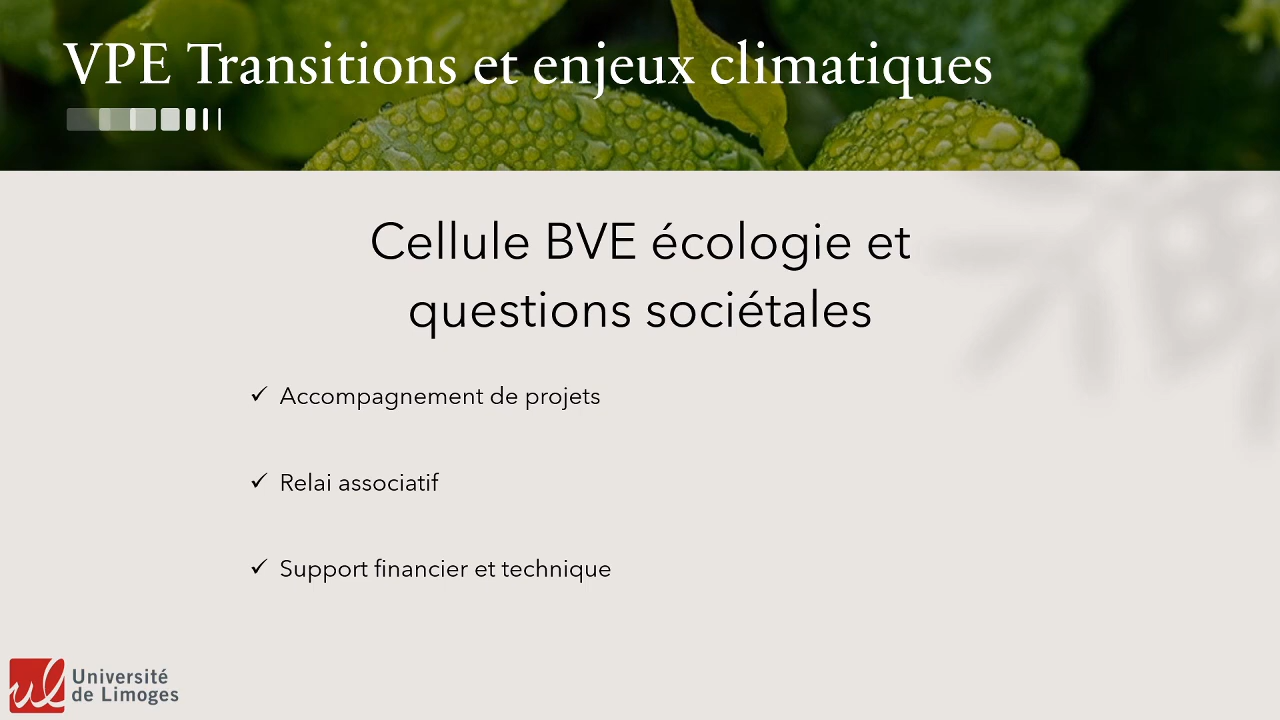 VPE Transitions et enjeux climatiques
Cellule BVE écologie et
questions sociétales
✓ Accompagnement de projets
✓ Relai associatif
✓ Support financier et technique
ul Université
de Limoges